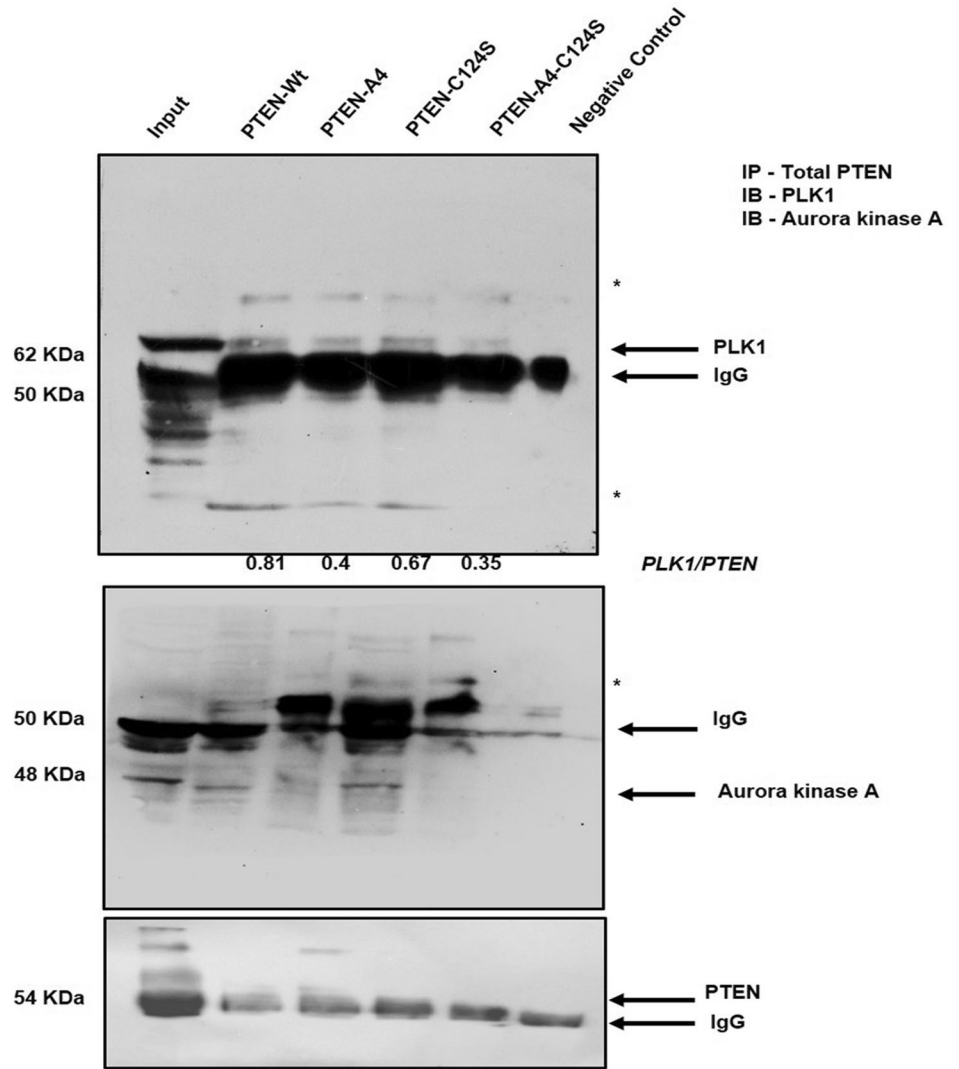 Input
PTEN-Wt
PTEN-A4
PTEN-C124S
PTEN-A4-C124S
Negative Control
IP - Total PTEN
IB - PLK1
IB - Aurora kinase A
*
62 KDa
PLK1
IgG
50 KDa
*
0.81 0.4 0.67 0.35 PLK1/PTEN
*
50 KDa
IgG
48 KDa
Aurora kinase A
54 KDa
PTEN
IgG